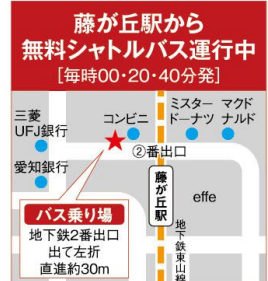 藤が丘駅から
無料シャトルバス運行中
[毎時00・20・40分発]
三菱
UFJ銀行
コンビニ
ミスター
ドーナツ
マクド
ナルド
②番出口
愛知銀行
藤が丘駅
effe
地下鉄東山線
バス乗り場
地下鉄2番出口
出て左折
直進約30m